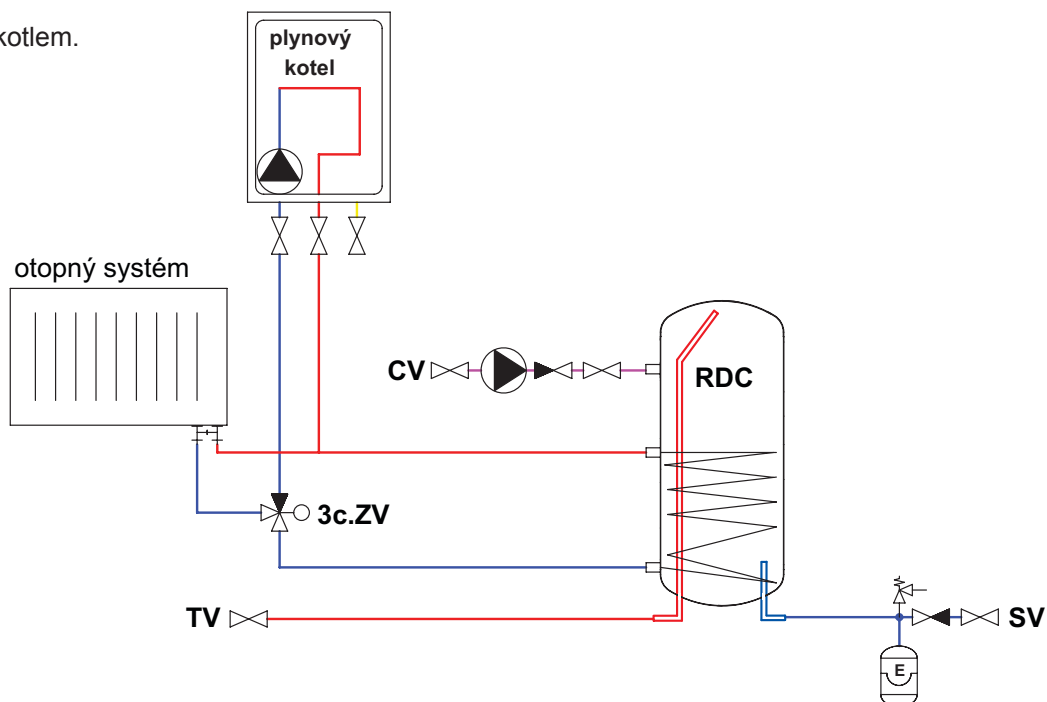 kotlem.
plynový
kotel
otopný systém
CV
RDC
3c.ZV
TV
SV
E